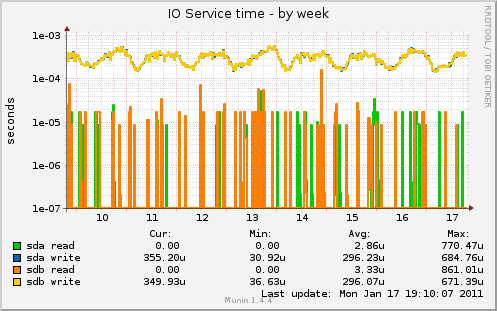 IO Service time - by week
RRDTOOL / TOBI OETIKER
seconds
1e-03
1e-04
1e-05
1e-06
1e-07
10 11 12 13 14 15 16 17
Cur: Min: Avg: Max:
sda read 0.00 0.00 2.86u 770.47u
sda write 355.20u 30.92u 296.23u 684.76u
sdb read 0.00 0.00 3.33u 861.01u
sdb write 349.93u 36.63u 296.07u 671.39u
Last update: Mon Jan 17 19:10:07 2011
Munin 1.4.4